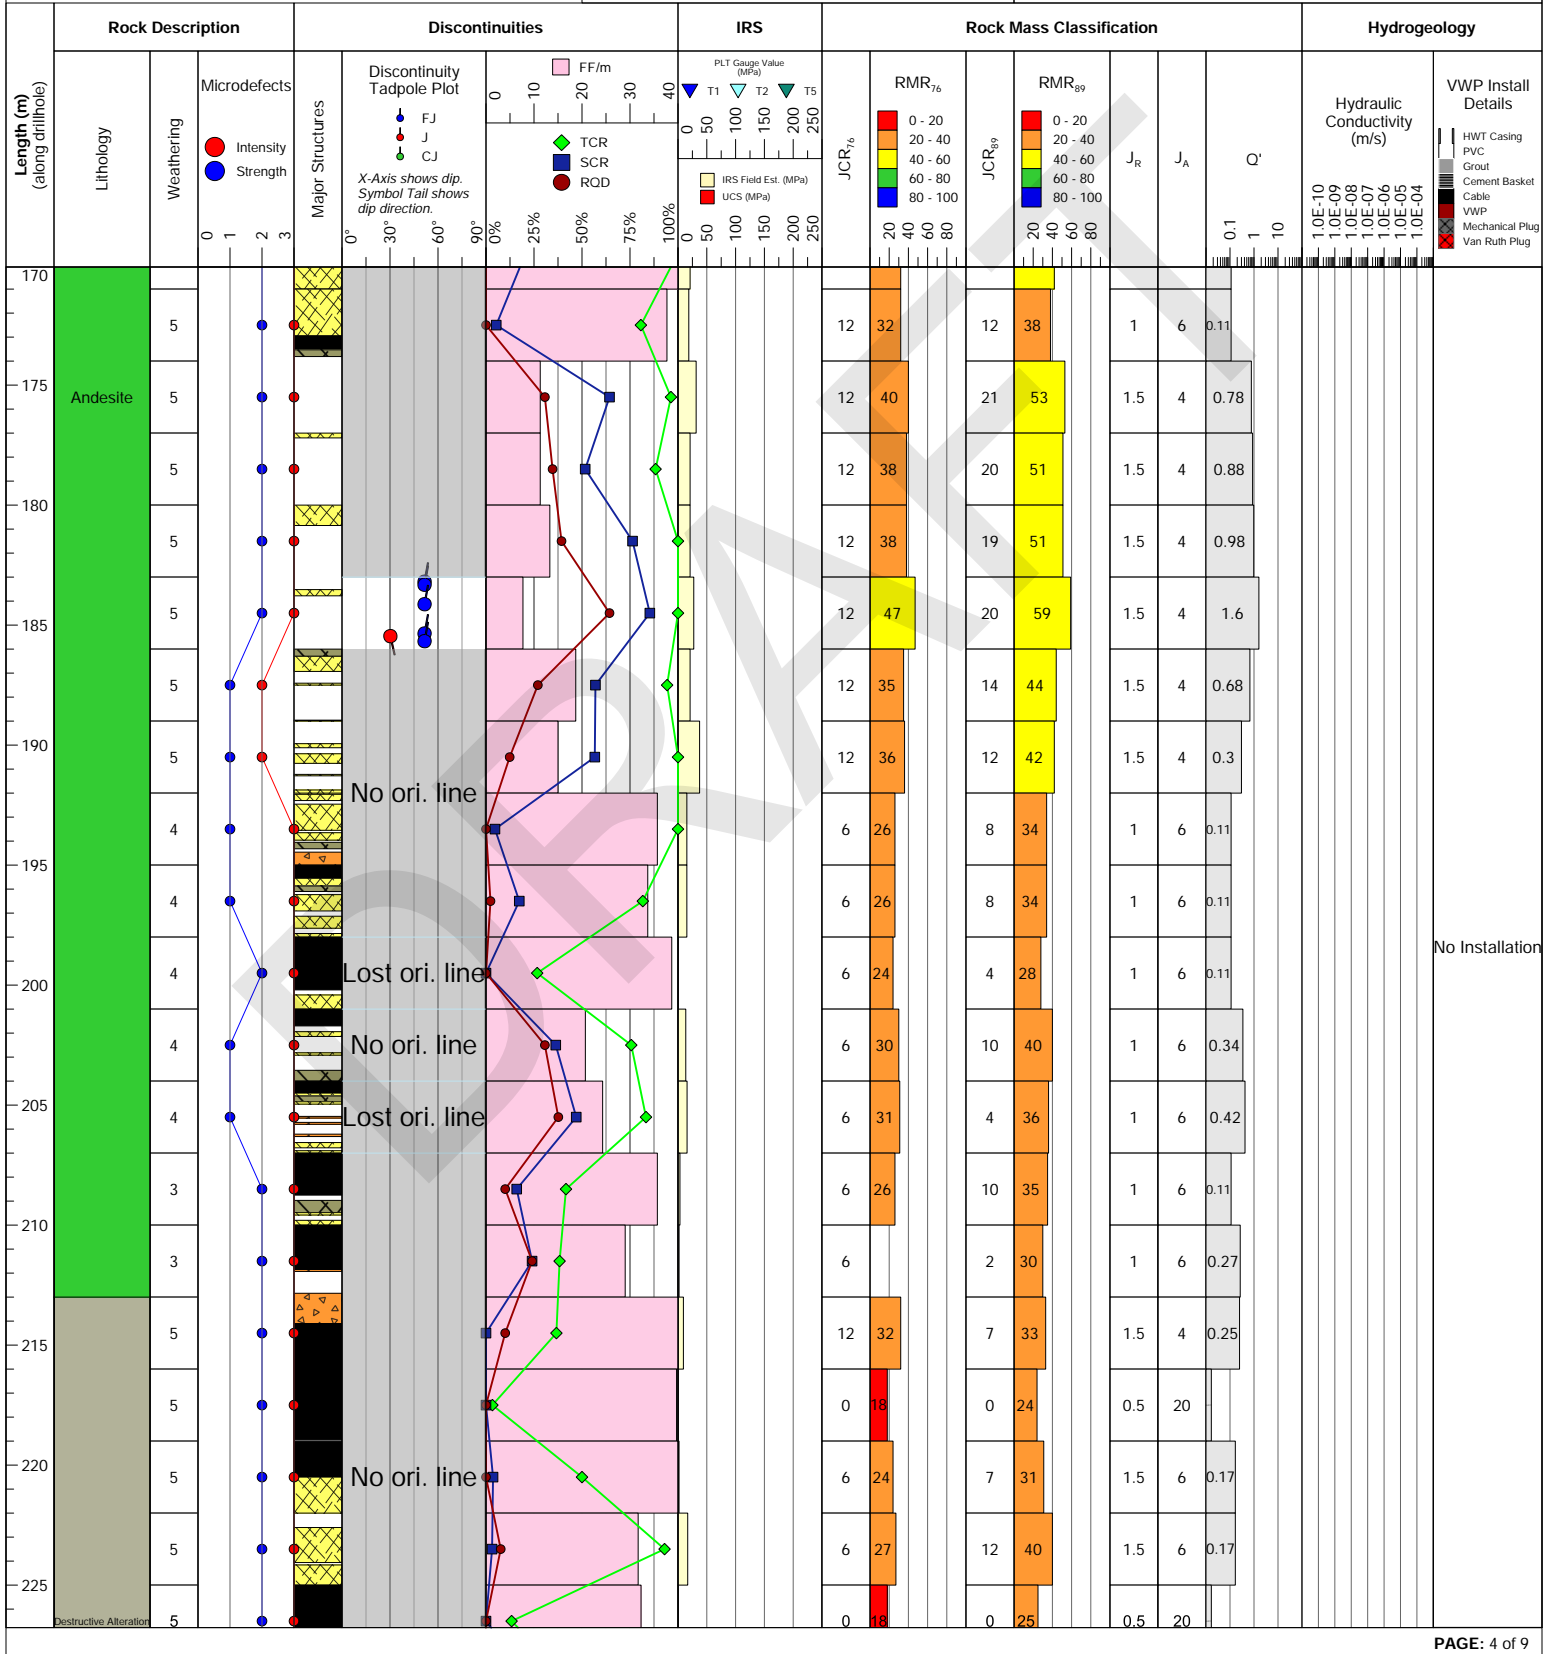 Rock Description
Discontinuities
IRS
Rock Mass Classification
Hydrogeology
Length (m)
(along drillhole)
Lithology
Weathering
Microdefects
Intensity
Strength
0 1 2 3
Major Structures
Discontinuity
Tadpole Plot
FJ
J
CJ
X-Axis shows dip.
Symbol Tail shows
dip direction.
0° 30° 60° 90°
FF/m
0 10 20 30 40
TCR
SCR
RQD
0% 25% 50% 75% 100%
PLT Gauge Value
(MPa)
T1 T2 T5
0 50 100 150 200 250
IRS Field Est. (MPa)
UCS (MPa)
0 50 100 150 200 250
JCR76
RMR76
0 - 20
20 - 40
40 - 60
60 - 80
80 - 100
20 40 60 80
JCR89
RMR89
0 - 20
20 - 40
40 - 60
60 - 80
80 - 100
20 40 60 80
JR
JA
Q'
0.1 1 10
Hydraulic
Conductivity
(m/s)
1.0E-10 1.0E-09 1.0E-08 1.0E-07 1.0E-06 1.0E-05 1.0E-04
VWP Install
Details
HWT Casing
PVC
Grout
Cement Basket
Cable
VWP
Mechanical Plug
Van Ruth Plug
170
5 12 32 12 38 1 6 0.11
175
Andesite 5 12 40 21 53 1.5 4 0.78
5 12 38 20 51 1.5 4 0.88
180
5 12 38 19 51 1.5 4 0.98
5 12 47 20 59 1.5 4 1.6
185
5 12 35 14 44 1.5 4 0.68
190
5 12 36 12 42 1.5 4 0.3
No ori. line
4 6 26 8 34 1 6 0.11
195
4 6 26 8 34 1 6 0.11
No Installation
4 Lost ori. line 6 24 4 28 1 6 0.11
200
4 No ori. line 6 30 10 40 1 6 0.34
205
4 Lost ori. line 6 31 4 36 1 6 0.42
3 6 26 10 35 1 6 0.11
210
3 6 2 30 1 6 0.27
5 12 32 7 33 1.5 4 0.25
215
5 0 18 0 24 0.5 20
220
5 No ori. line 6 24 7 31 1.5 6 0.17
5 6 27 12 40 1.5 6 0.17
225
Destructive Alteration 5 0 18 0 25 0.5 20
DRAFT
PAGE: 4 of 9